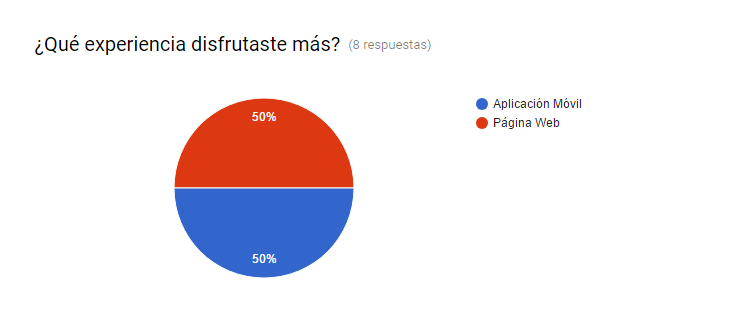 ¿Qué experiencia disfrutaste más? (8 respuestas)
50%
50%
Aplicación Móvil
Página Web